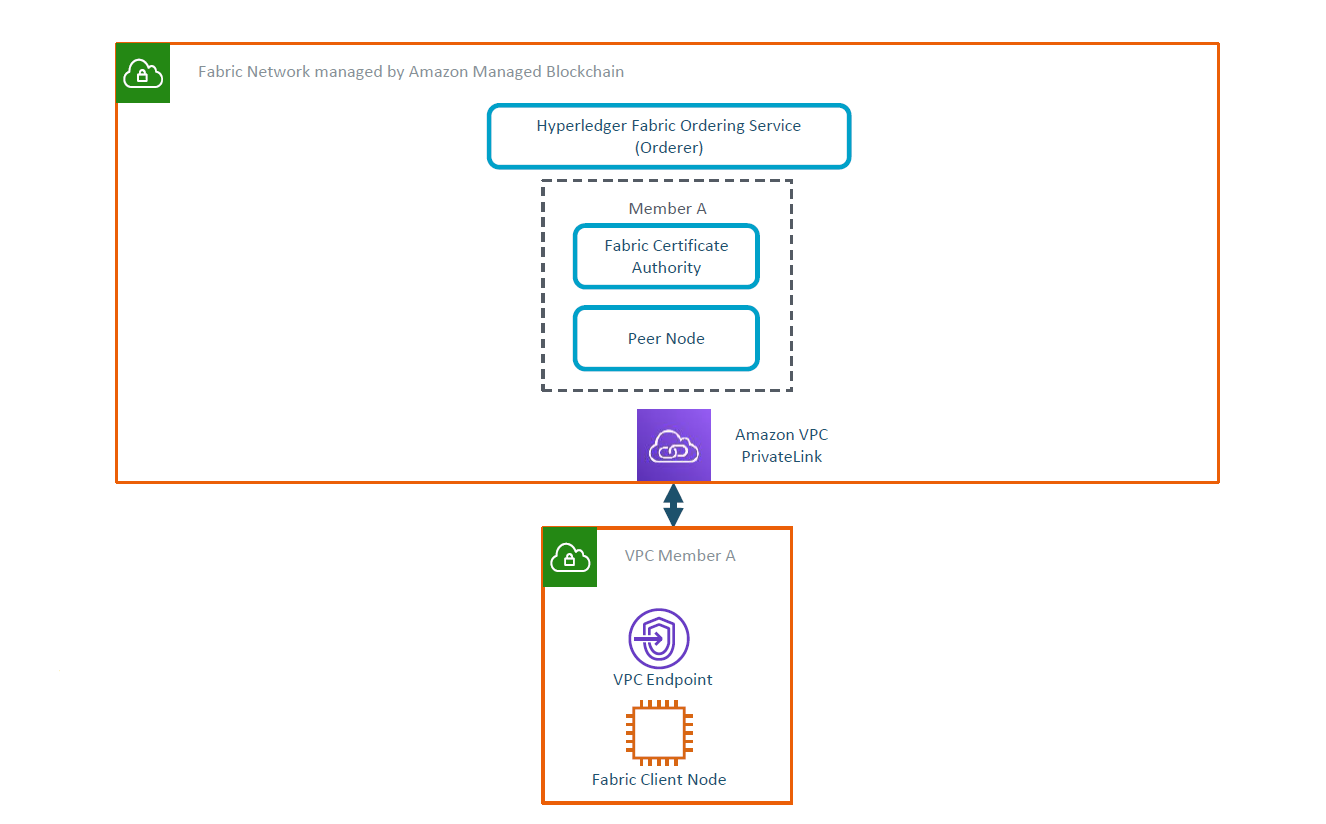 Fabric Network managed by Amazon Managed Blockchain
Hyperledger Fabric Ordering Service
(Orderer)
Member A
Fabric Certificate
Authority
Peer Node
Amazon VPC
PrivateLink
VPC Member A
VPC Endpoint
Fabric Client Node